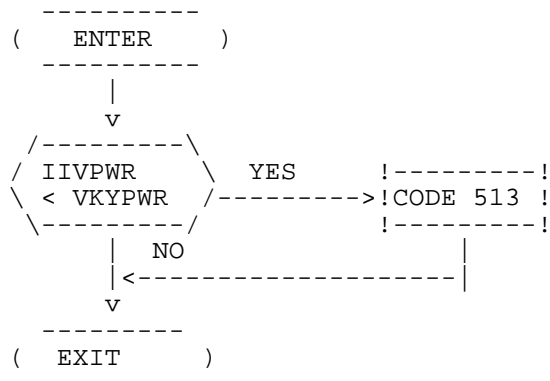 ENTER
IIVPWR YES
< VKYPWR CODE 513
NO
EXIT